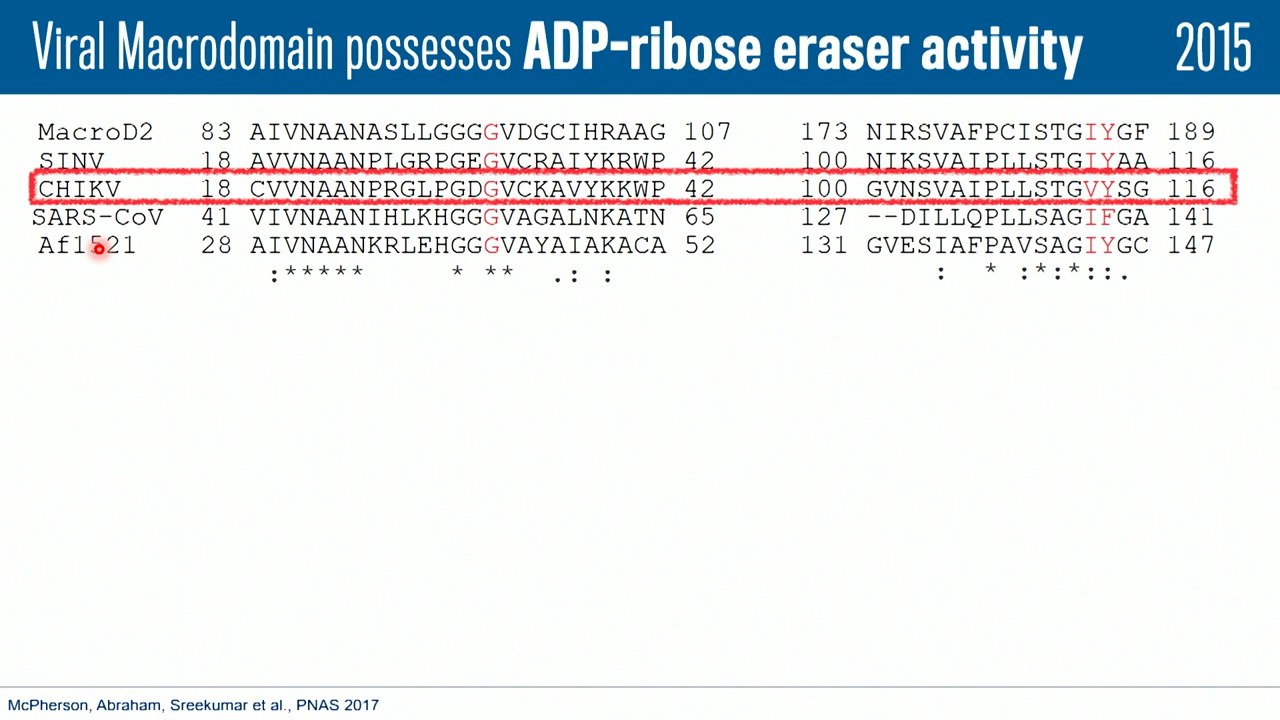 Viral Macrodomain possesses ADP-ribose eraser activity 2015
MacroD2 83 AIVNAANASLLGGGGVDGCIHRAAG 107 173 NIRSVAFPCISTGIYGF 189
SINV 18 AVVNAANPLGRPGEGVCRAIYKRWP 42 100 NIKSVAIPLLSTGIYAA 116
CHIKV 18 CVVNAANPRGLPGDGVCKAVYKKWP 42 100 GVNSVAIPLLSTGVYSG 116
SARS-CoV 41 VIVNAANIHLKHGGGVAGALNKATN 65 127 --DILLQPLLSAGIFGA 141
Af1521 28 AIVNAANKRLEHGGGVAYAIAKACA 52 131 GVESIAFPAVSAGIYGC 147
:***** * ** .: : : * :*:*::.
McPherson, Abraham, Sreekumar et al., PNAS 2017